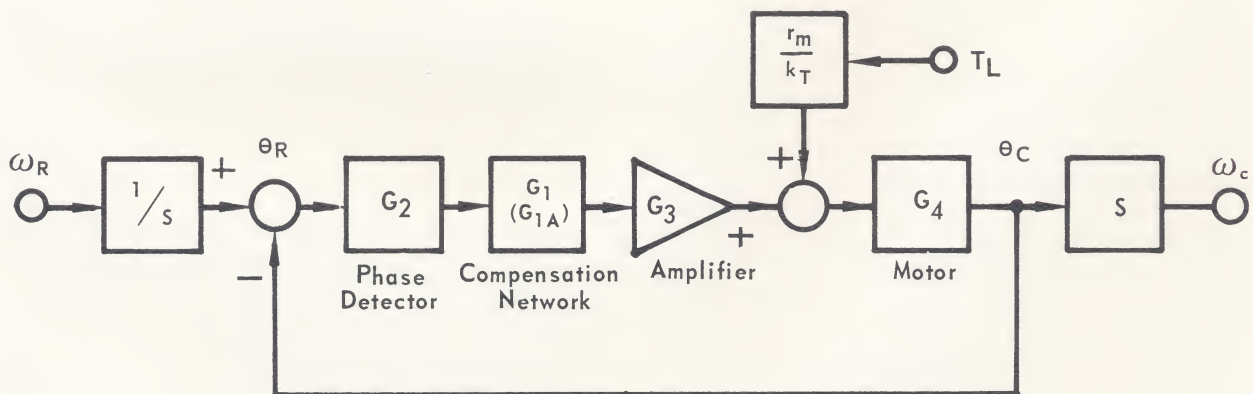 r_m
k_T
T_L
ω_R
1/S
+
θ_R
−
G_2
Phase
Detector
G_1
(G_1A)
Compensation
Network
G_3
Amplifier
+
+
G_4
Motor
θ_C
S
ω_c